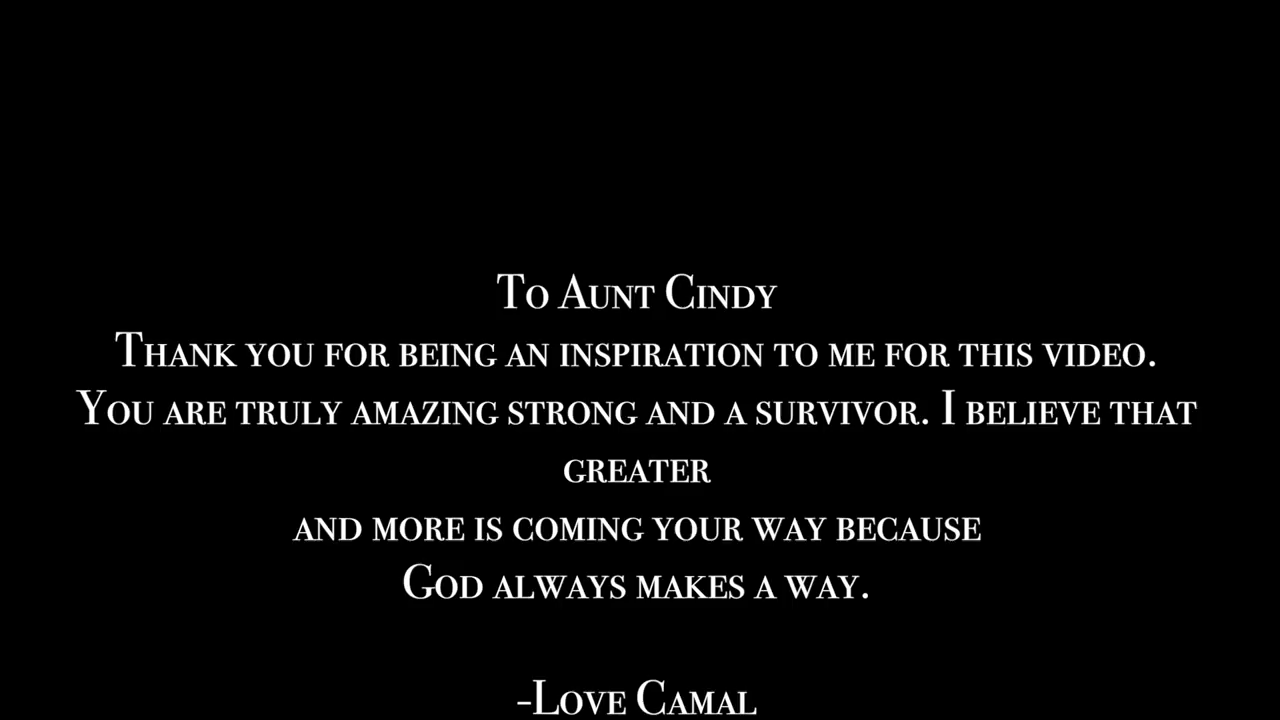 To Aunt Cindy
Thank you for being an inspiration to me for this video.
You are truly amazing strong and a survivor. I believe that
greater
and more is coming your way because
God always makes a way.
-Love Camal